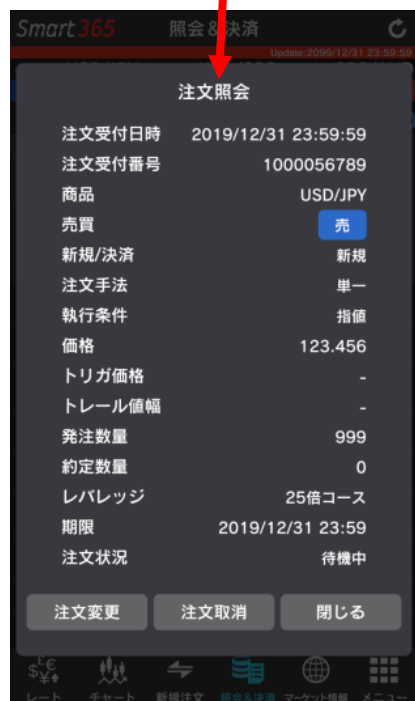 Smart 365 照会&決済
Update:2099/12/31 23:59:59
注文照会
注文受付日時 2019/12/31 23:59:59
注文受付番号 1000056789
商品 USD/JPY
売買 売
新規/決済 新規
注文手法 単一
執行条件 指値
価格 123.456
トリガ価格 -
トレール値幅 -
発注数量 999
約定数量 0
レバレッジ 25倍コース
期限 2019/12/31 23:59
注文状況 待機中
注文変更 注文取消 閉じる
レート チャート 新規注文 照会&決済 マーケット情報 メニュー